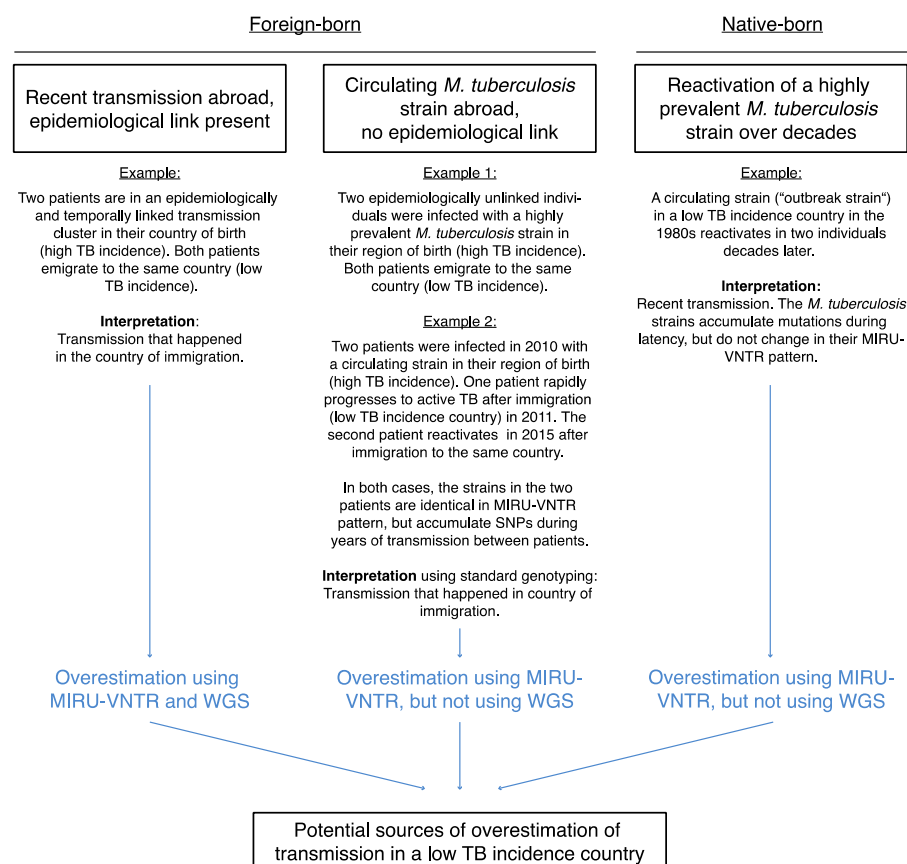 Foreign-born
Native-born
Recent transmission abroad,
epidemiological link present
Example:
Two patients are in an epidemiologically
and temporally linked transmission
cluster in their country of birth
(high TB incidence). Both patients
emigrate to the same country (low
TB incidence).
Interpretation:
Transmission that happened
in the country of immigration.
Overestimation using
MIRU-VNTR and WGS
Circulating M. tuberculosis
strain abroad,
no epidemiological link
Example 1:
Two epidemiologically unlinked indivi-
duals were infected with a highly
prevalent M. tuberculosis strain in
their region of birth (high TB incidence).
Both patients emigrate to the same
country (low TB incidence).
Example 2:
Two patients were infected in 2010 with
a circulating strain in their region of birth
(high TB incidence). One patient rapidly
progresses to active TB after immigration
(low TB incidence country) in 2011. The
second patient reactivates in 2015 after
immigration to the same country.
In both cases, the strains in the two
patients are identical in MIRU-VNTR
pattern, but accumulate SNPs during
years of transmission between patients.
Interpretation using standard genotyping:
Transmission that happened in country of
immigration.
Overestimation using MIRU-
VNTR, but not using WGS
Reactivation of a highly
prevalent M. tuberculosis
strain over decades
Example:
A circulating strain (“outbreak strain“)
in a low TB incidence country in the
1980s reactivates in two individuals
decades later.
Interpretation:
Recent transmission. The M. tuberculosis
strains accumulate mutations during
latency, but do not change in their MIRU-
VNTR pattern.
Overestimation using MIRU-
VNTR, but not using WGS
Potential sources of overestimation of
transmission in a low TB incidence country